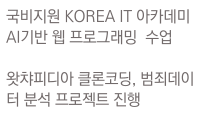 국비지원 KOREA IT 아카데미
AI기반 웹 프로그래밍  수업
왓챠피디아 클론코딩, 범죄데이
터 분석 프로젝트 진행